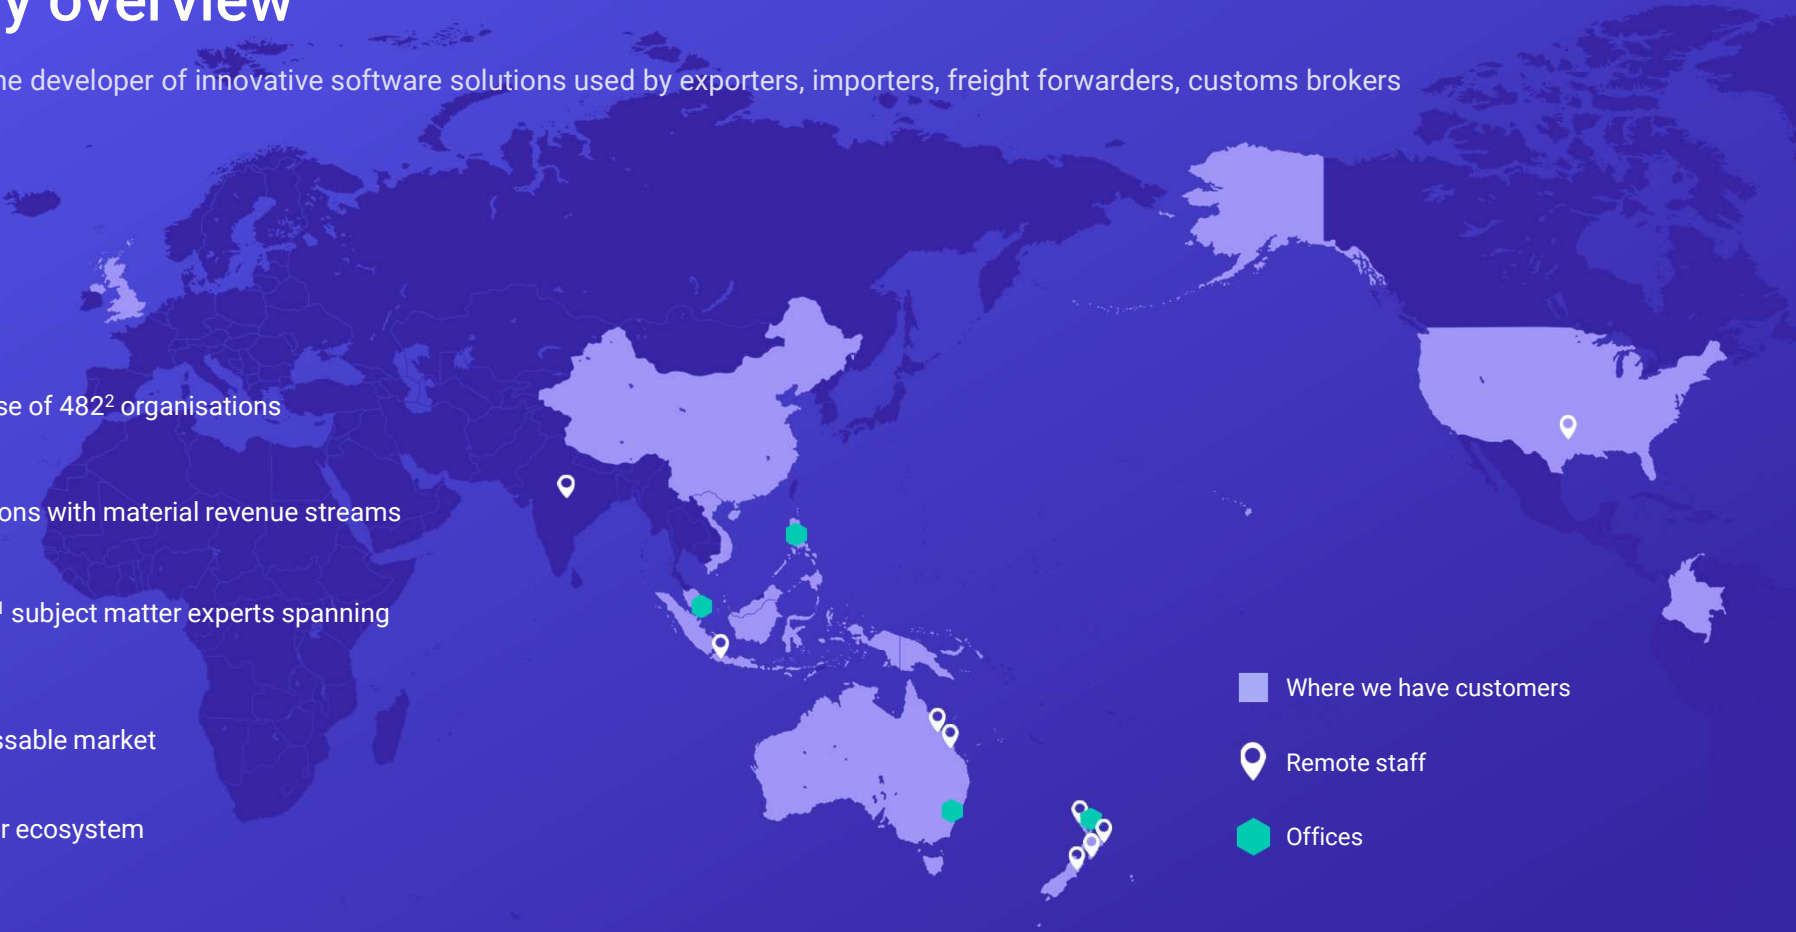 y overview
ne developer of innovative software solutions used by exporters, importers, freight forwarders, customs brokers
se of 482² organisations
ons with material revenue streams
subject matter experts spanning
ssable market
r ecosystem
Where we have customers
Remote staff
Offices